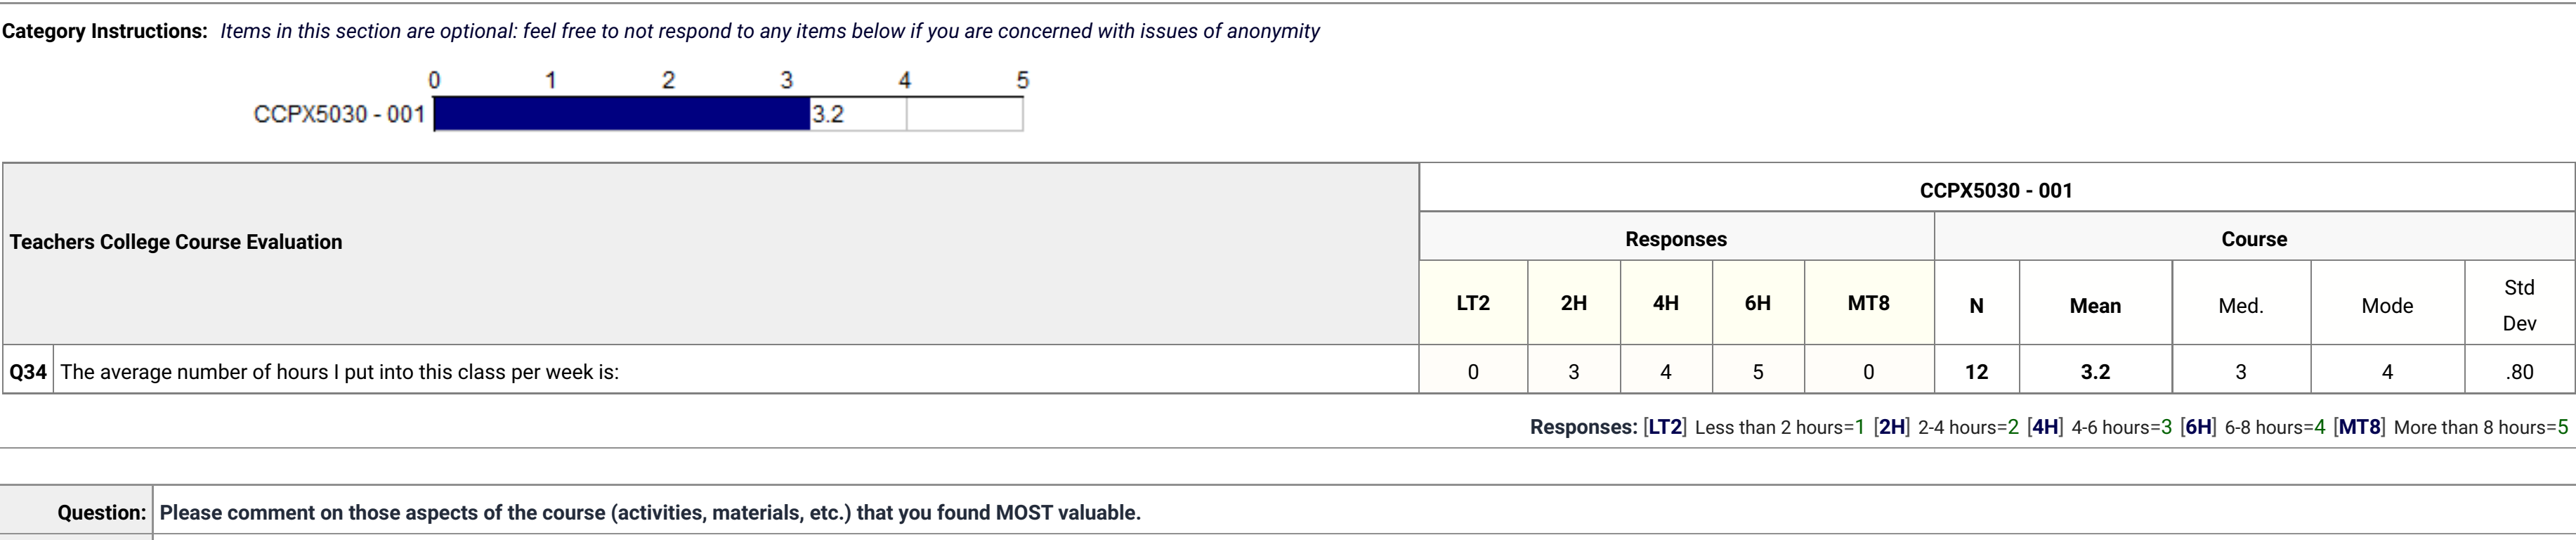 Category Instructions: Items in this section are optional: feel free to not respond to any items below if you are concerned with issues of anonymity
0 1 2 3 4 5
CCPX5030 - 001 3.2
CCPX5030 - 001
Teachers College Course Evaluation
Responses Course
LT2 2H 4H 6H MT8 N Mean Med. Mode Std
Dev
Q34 The average number of hours I put into this class per week is: 0 3 4 5 0 12 3.2 3 4 .80
Responses: [LT2] Less than 2 hours=1 [2H] 2-4 hours=2 [4H] 4-6 hours=3 [6H] 6-8 hours=4 [MT8] More than 8 hours=5
Question: Please comment on those aspects of the course (activities, materials, etc.) that you found MOST valuable.